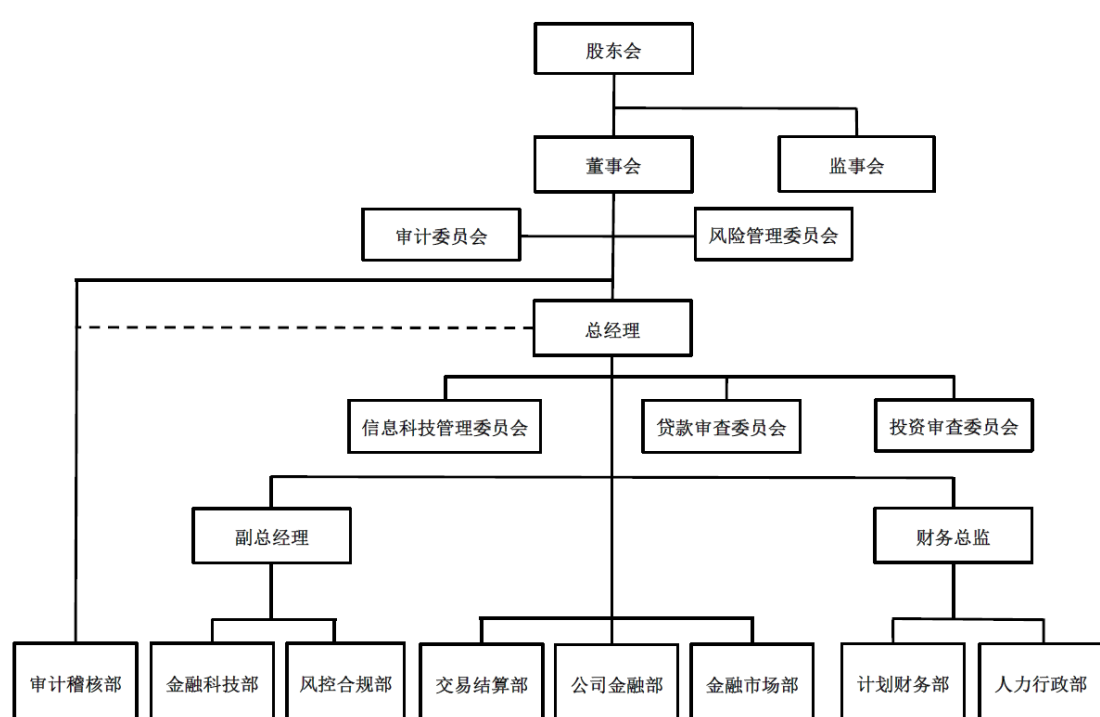 股东会
董事会
监事会
审计委员会
风险管理委员会
总经理
信息科技管理委员会
贷款审查委员会
投资审查委员会
副总经理
财务总监
审计稽核部
金融科技部
风控合规部
交易结算部
公司金融部
金融市场部
计划财务部
人力行政部